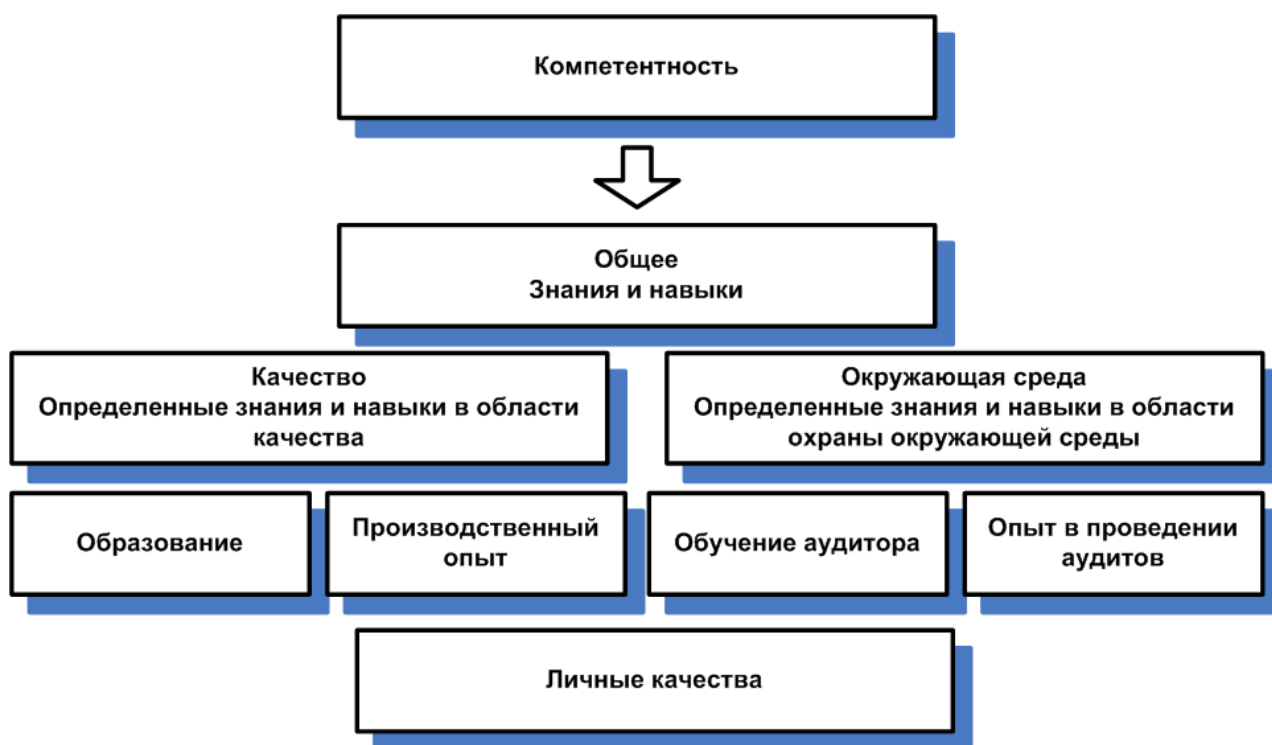 Компетентность
Общее
Знания и навыки
Качество
Определенные знания и навыки в области
качества
Окружающая среда
Определенные знания и навыки в области
охраны окружающей среды
Образование
Производственный
опыт
Обучение аудитора
Опыт в проведении
аудитов
Личные качества